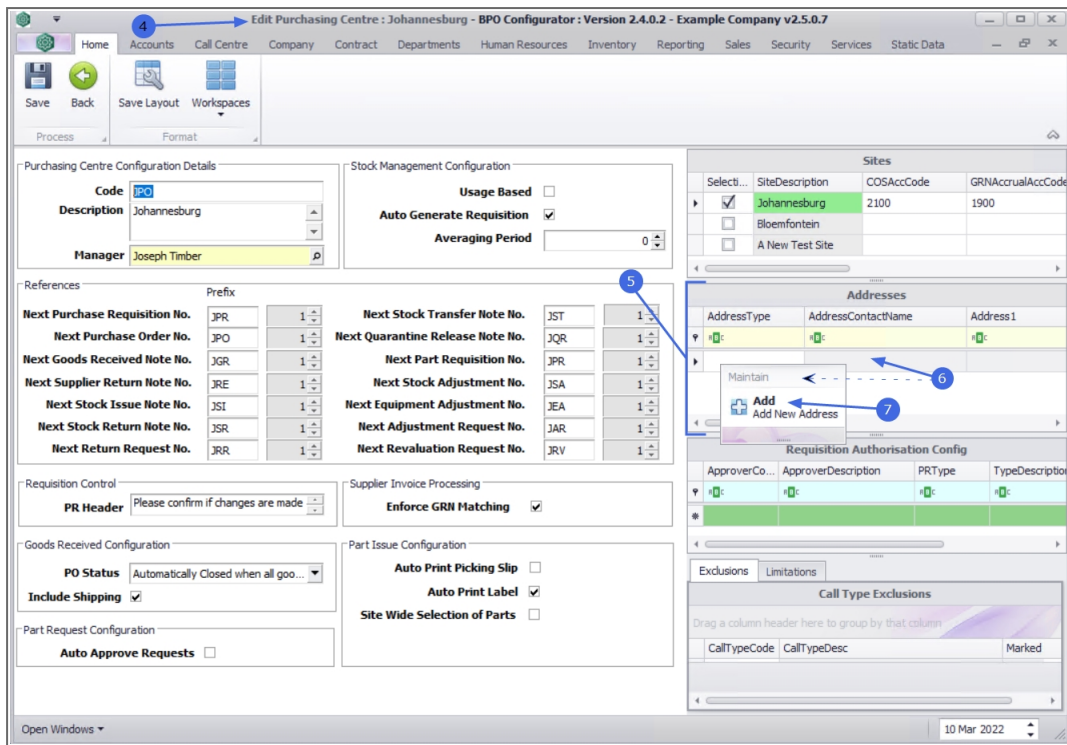 Edit Purchasing Centre : Johannesburg - BPO Configurator : Version 2.4.0.2 - Example Company v2.5.0.7
4
Home Accounts Call Centre Company Contract Departments Human Resources Inventory Reporting Sales Security Services Static Data
Save Back Save Layout Workspaces
Process Format
Purchasing Centre Configuration Details
Code JPO
Description Johannesburg
Manager Joseph Timber
Stock Management Configuration
Usage Based
Auto Generate Requisition
Averaging Period 0
Sites
Selecti... SiteDescription COSAccCode GRNAccrualAccCode
Johannesburg 2100 1900
Bloemfontein
A New Test Site
References
Prefix
Next Purchase Requisition No. JPR 1 Next Stock Transfer Note No. JST 1
Next Purchase Order No. JPO 1 Next Quarantine Release Note No. JQR 1
Next Goods Received Note No. JGR 1 Next Part Requisition No. JPR 1
Next Supplier Return Note No. JRE 1 Next Stock Adjustment No. JSA 1
Next Stock Issue Note No. JSI 1 Next Equipment Adjustment No. JEA 1
Next Stock Return Note No. JSR 1 Next Adjustment Request No. JAR 1
Next Return Request No. JRR 1 Next Revaluation Request No. JRV 1
5
Addresses
AddressType AddressContactName Address1
Maintain
6
Add
Add New Address
7
Requisition Authorisation Config
ApproverCo... ApproverDescription PRType TypeDescription
Requisition Control
PR Header Please confirm if changes are made
Supplier Invoice Processing
Enforce GRN Matching
Goods Received Configuration
PO Status Automatically Closed when all goo...
Include Shipping
Part Issue Configuration
Auto Print Picking Slip
Auto Print Label
Site Wide Selection of Parts
Part Request Configuration
Auto Approve Requests
Exclusions Limitations
Call Type Exclusions
Drag a column header here to group by that column
CallTypeCode CallTypeDesc Marked
Open Windows 10 Mar 2022